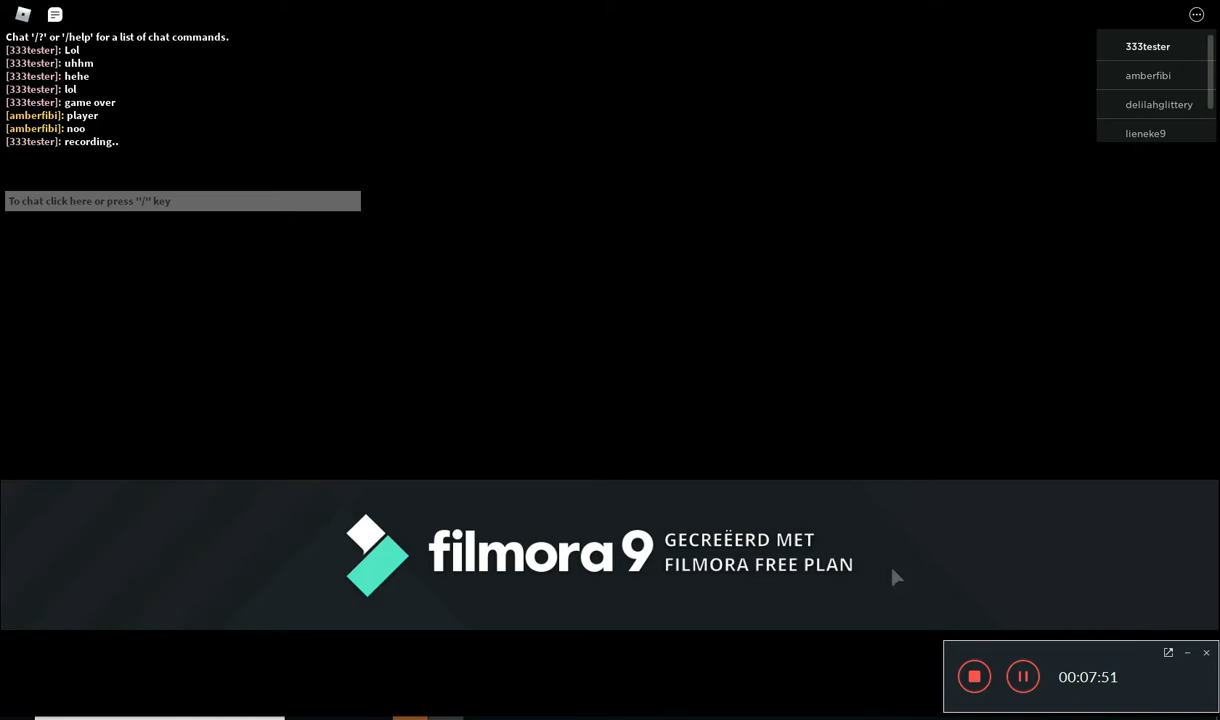 Chat '/?' or '/help' for a list of chat commands.
[333tester]: Lol
[333tester]: uhhm
[333tester]: hehe
[333tester]: lol
[333tester]: game over
[amberfibi]: player
[amberfibi]: noo
[333tester]: recording..
To chat click here or press "/" key
333tester
amberfibi
delilahglittery
lieneke9
filmora 9
GECREËERD MET
FILMORA FREE PLAN
00:07:51